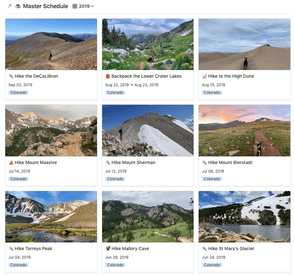 Master Schedule
2019
Hike the DeCaLiBron
Sep 02, 2019
Colorado
Backpack the Lower Crater Lakes
Aug 22, 2019 → Aug 23, 2019
Colorado
Hike to the High Dune
Aug 10, 2019
Colorado
Hike Mount Massive
Jul 14, 2019
Colorado
Hike Mount Sherman
Jul 12, 2019
Colorado
Hike Mount Bierstadt
Jul 06, 2019
Colorado
Hike Torreys Peak
Jul 04, 2019
Colorado
Hike Mallory Cave
Jun 28, 2019
Colorado
Hike St Mary's Glacier
Jun 24, 2019
Colorado